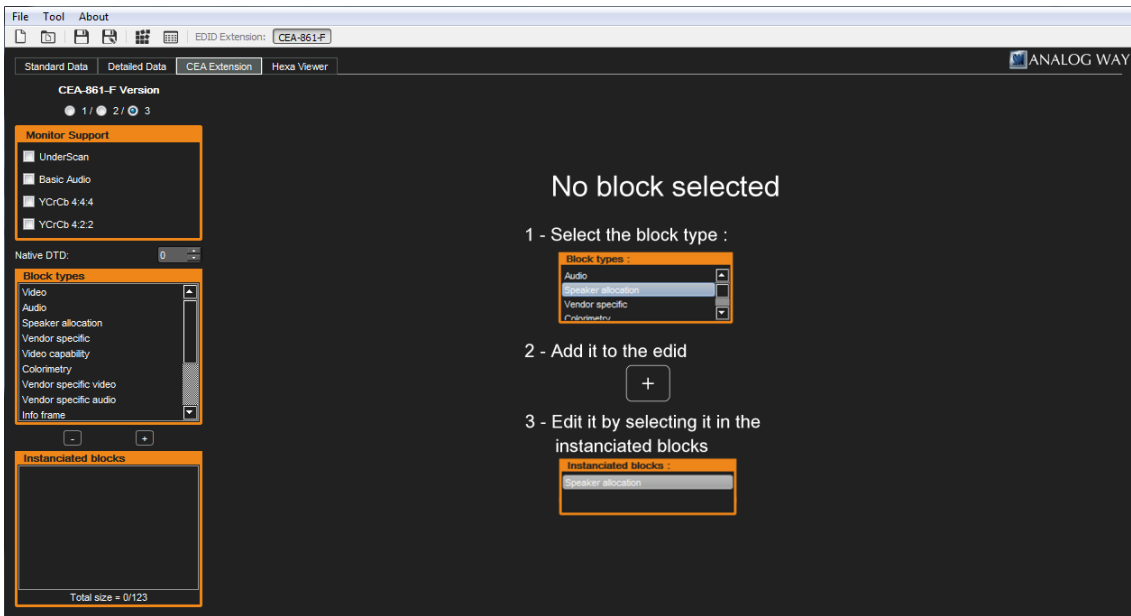 File Tool About
EDID Extension: CEA-861-F
Standard Data Detailed Data CEA Extension Hexa Viewer
ANALOG WAY
CEA-861-F Version
1 / 2 / 3
Monitor Support
UnderScan
Basic Audio
YCrCb 4:4:4
YCrCb 4:2:2
Native DTD: 0
Block types
Video
Audio
Speaker allocation
Vendor specific
Video capability
Colorimetry
Vendor specific video
Vendor specific audio
Info frame
- +
Instanciated blocks
Total size = 0/123
No block selected
1 - Select the block type :
Block types :
Audio
Speaker allocation
Vendor specific
Colorimetry
2 - Add it to the edid
+
3 - Edit it by selecting it in the
instanciated blocks
Instanciated blocks :
Speaker allocation